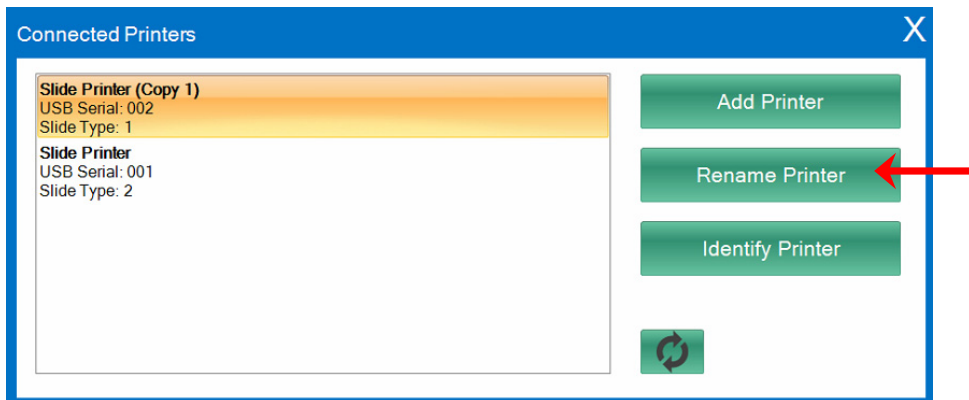 Connected Printers
X
Slide Printer (Copy 1)
USB Serial: 002
Slide Type: 1
Slide Printer
USB Serial: 001
Slide Type: 2
Add Printer
Rename Printer
Identify Printer